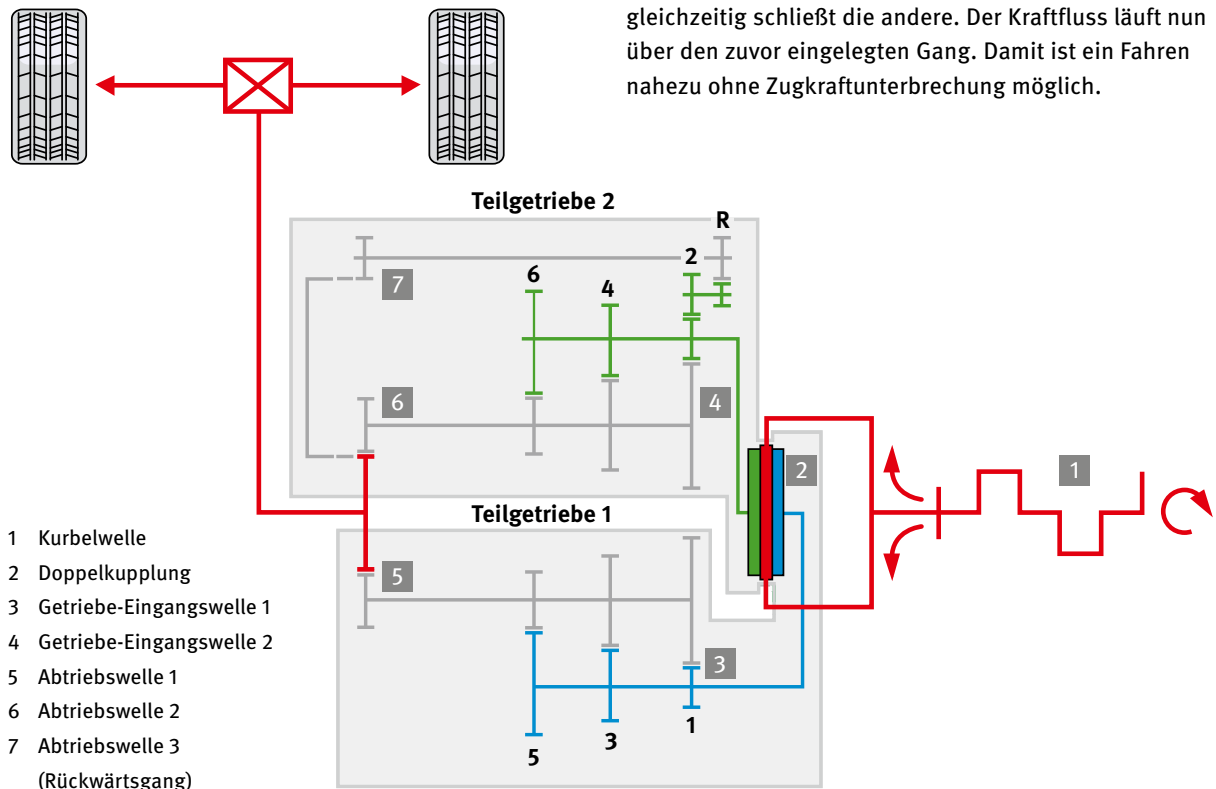 gleichzeitig schließt die andere. Der Kraftfluss läuft nun
über den zuvor eingelegten Gang. Damit ist ein Fahren
nahezu ohne Zugkraftunterbrechung möglich.
Teilgetriebe 2
R
2
6
4
7
6
4
2
1
Teilgetriebe 1
5
3
1
3
5
1 Kurbelwelle
2 Doppelkupplung
3 Getriebe-Eingangswelle 1
4 Getriebe-Eingangswelle 2
5 Abtriebswelle 1
6 Abtriebswelle 2
7 Abtriebswelle 3
(Rückwärtsgang)